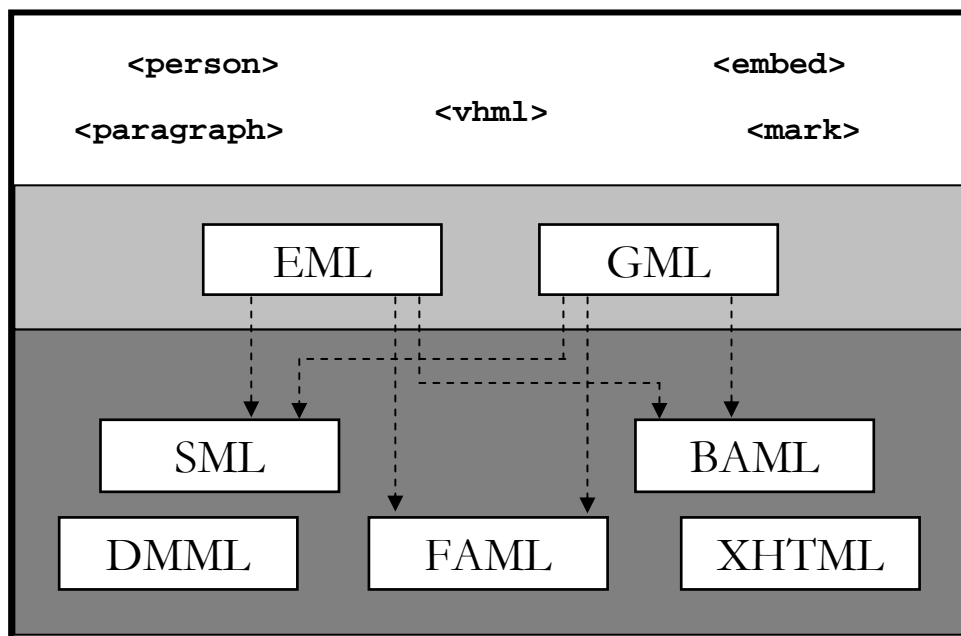 <person>
<embed>
<vhml>
<paragraph>
<mark>
EML
GML
SML
BAML
DMML
FAML
XHTML